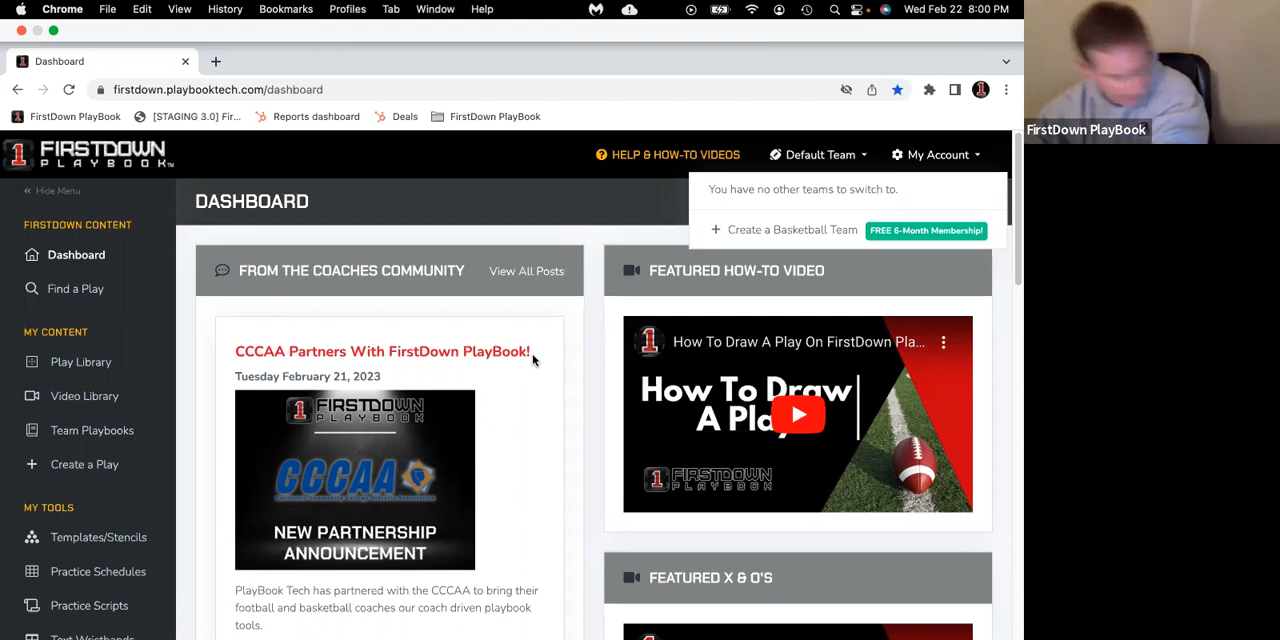 Chrome File Edit View History Bookmarks Profiles Tab Window Help Wed Feb 22 8:00 PM
Dashboard
firstdown.playbooktech.com/dashboard
FirstDown PlayBook [STAGING 3.0] Fir... Reports dashboard Deals FirstDown PlayBook
FirstDown PlayBook
1 FIRSTDOWN
PLAYBOOK
HELP & HOW-TO VIDEOS Default Team My Account
Hide Menu
You have no other teams to switch to.
Create a Basketball Team FREE 6-Month Membership!
DASHBOARD
FIRSTDOWN CONTENT
Dashboard
Find a Play
MY CONTENT
Play Library
Video Library
Team Playbooks
Create a Play
MY TOOLS
Templates/Stencils
Practice Schedules
Practice Scripts
Text Wristbands
FROM THE COACHES COMMUNITY View All Posts
CCCAA Partners With FirstDown PlayBook!
Tuesday February 21, 2023
1 FIRSTDOWN
PLAYBOOK
CCCAA
NEW PARTNERSHIP
ANNOUNCEMENT
PlayBook Tech has partnered with the CCCAA to bring their
football and basketball coaches our coach driven playbook
tools.
FEATURED HOW-TO VIDEO
1 How To Draw A Play On FirstDown Pla...
How To Draw
A Play
1 FIRSTDOWN
PLAYBOOK
FEATURED X & O'S